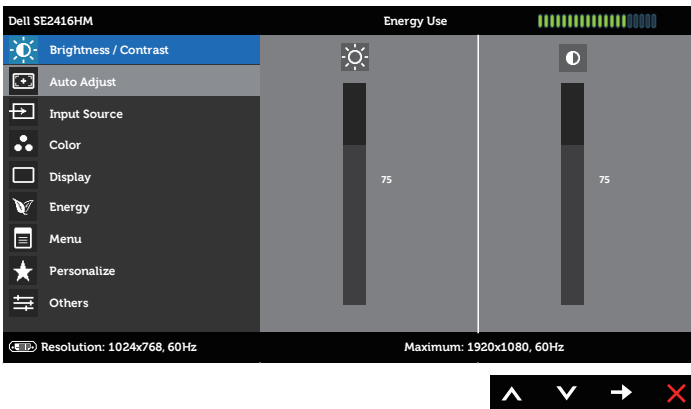 Dell SE2416HM Energy Use
Brightness / Contrast
Auto Adjust
Input Source
Color
Display
75 75
Energy
Menu
Personalize
Others
Resolution: 1024x768, 60Hz Maximum: 1920x1080, 60Hz